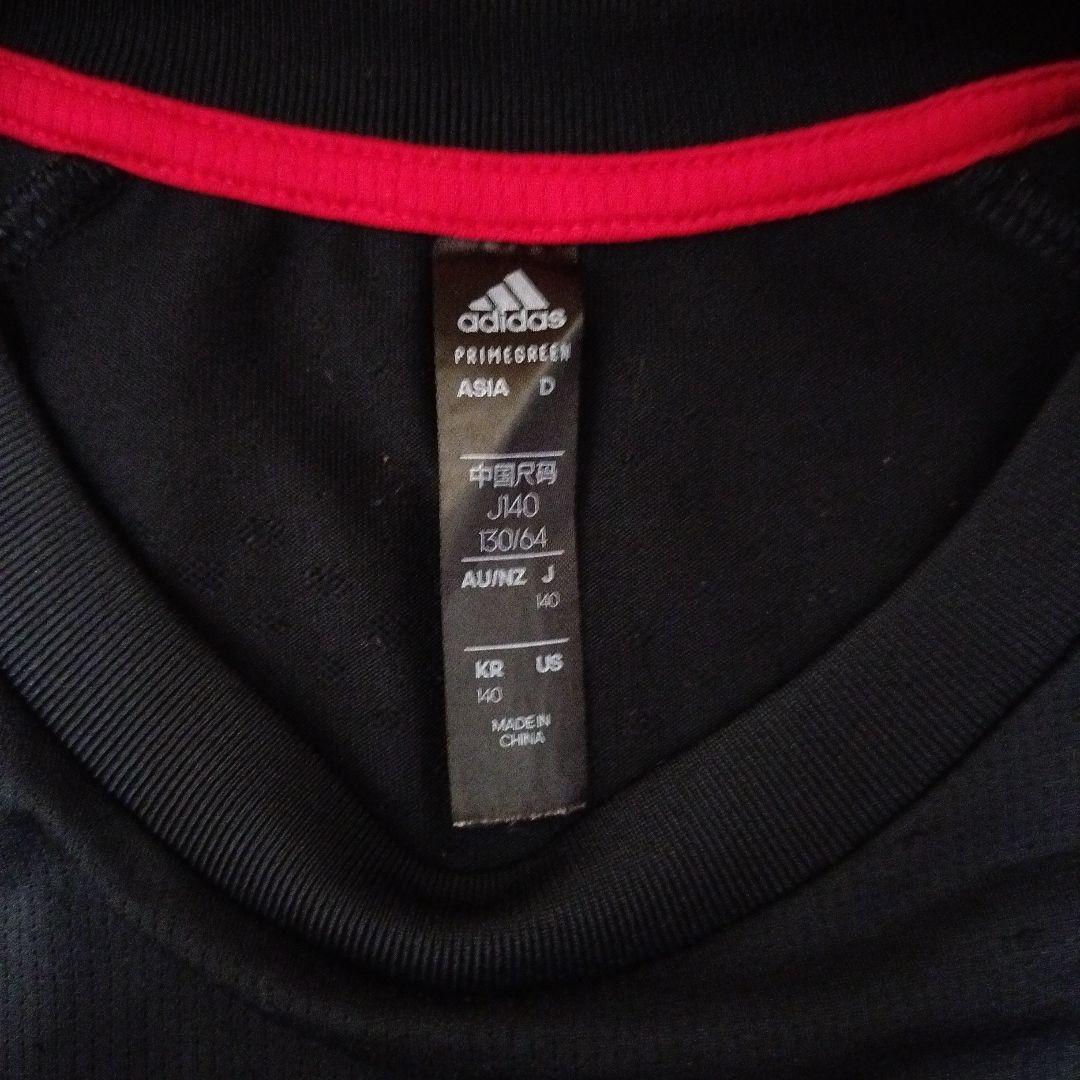 adidas
PRIMEGREEN
ASIA D
中国尺码
J140
130/64
AU/NZ J
140
KR US
140
MADE IN
CHINA